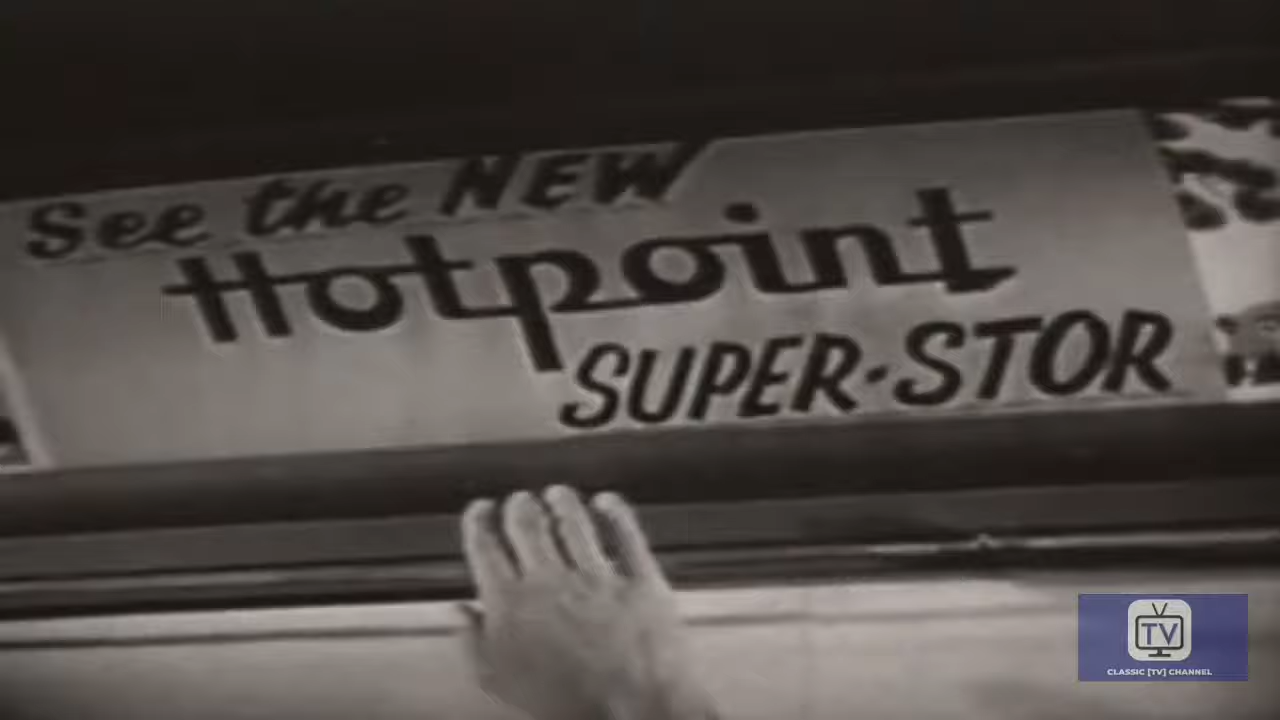 See the NEW
Hotpoint
SUPER-STOR
TV
CLASSIC [TV] CHANNEL